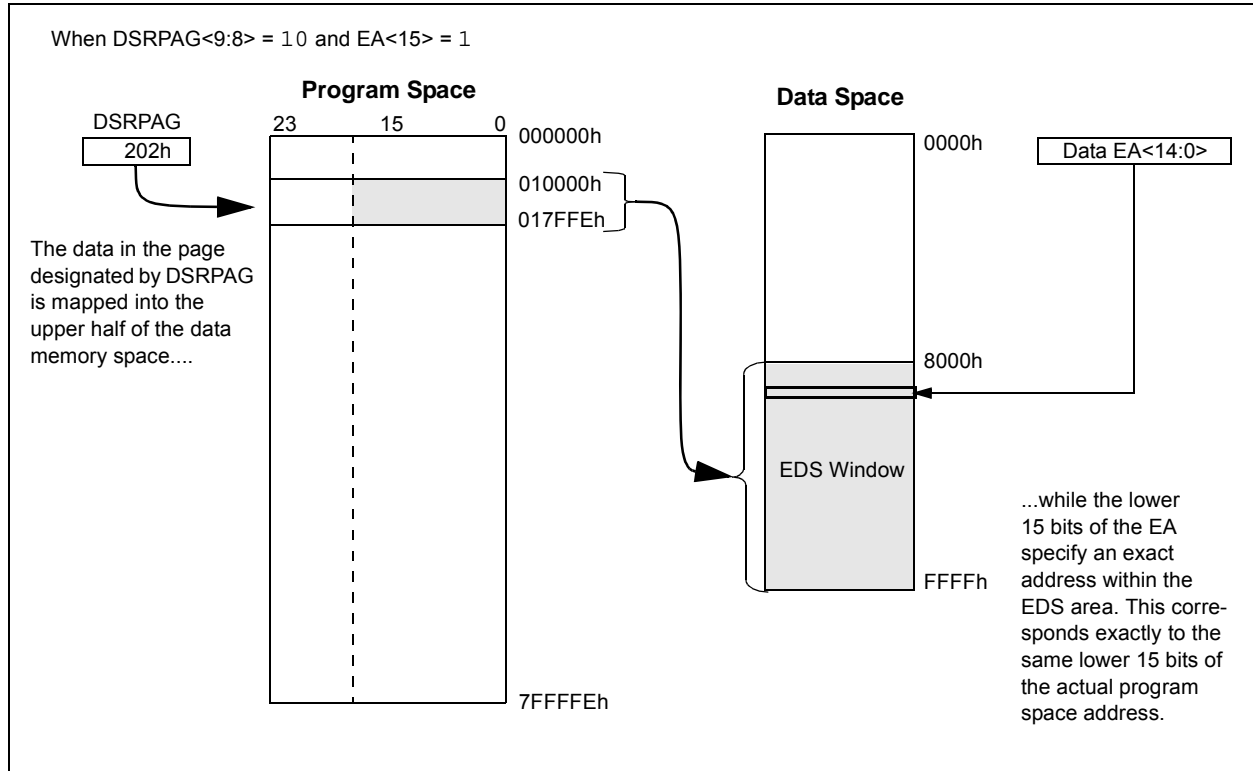 When DSRPAG<9:8> = 10 and EA<15> = 1
Program Space
Data Space
DSRPAG
202h
23 15 0
000000h
010000h
017FFEh
7FFFFEh
The data in the page
designated by DSRPAG
is mapped into the
upper half of the data
memory space....
0000h
8000h
EDS Window
FFFFh
Data EA<14:0>
...while the lower
15 bits of the EA
specify an exact
address within the
EDS area. This corre-
sponds exactly to the
same lower 15 bits of
the actual program
space address.